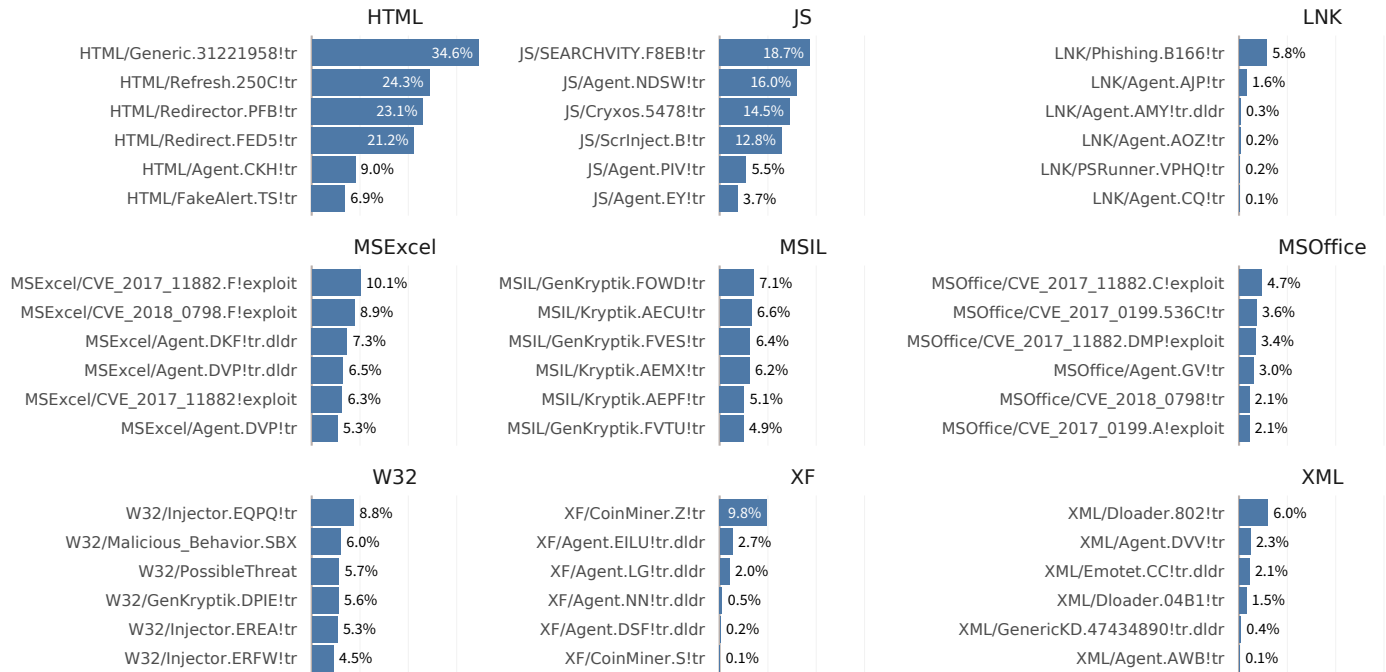 HTML
HTML/Generic.31221958!tr 34.6%
HTML/Refresh.250C!tr 24.3%
HTML/Redirector.PFB!tr 23.1%
HTML/Redirect.FED5!tr 21.2%
HTML/Agent.CKH!tr 9.0%
HTML/FakeAlert.TS!tr 6.9%
JS
JS/SEARCHVITY.F8EB!tr 18.7%
JS/Agent.NDSW!tr 16.0%
JS/Cryxos.5478!tr 14.5%
JS/ScrInject.B!tr 12.8%
JS/Agent.PIV!tr 5.5%
JS/Agent.EY!tr 3.7%
LNK
LNK/Phishing.B166!tr 5.8%
LNK/Agent.AJP!tr 1.6%
LNK/Agent.AMY!tr.dldr 0.3%
LNK/Agent.AOZ!tr 0.2%
LNK/PSRunner.VPHQ!tr 0.2%
LNK/Agent.CQ!tr 0.1%
MSExcel
MSExcel/CVE_2017_11882.F!exploit 10.1%
MSExcel/CVE_2018_0798.F!exploit 8.9%
MSExcel/Agent.DKF!tr.dldr 7.3%
MSExcel/Agent.DVP!tr.dldr 6.5%
MSExcel/CVE_2017_11882!exploit 6.3%
MSExcel/Agent.DVP!tr 5.3%
MSIL
MSIL/GenKryptik.FOWD!tr 7.1%
MSIL/Kryptik.AECU!tr 6.6%
MSIL/GenKryptik.FVES!tr 6.4%
MSIL/Kryptik.AEMX!tr 6.2%
MSIL/Kryptik.AEPF!tr 5.1%
MSIL/GenKryptik.FVTU!tr 4.9%
MSOffice
MSOffice/CVE_2017_11882.C!exploit 4.7%
MSOffice/CVE_2017_0199.536C!tr 3.6%
MSOffice/CVE_2017_11882.DMP!exploit 3.4%
MSOffice/Agent.GV!tr 3.0%
MSOffice/CVE_2018_0798!tr 2.1%
MSOffice/CVE_2017_0199.A!exploit 2.1%
W32
W32/Injector.EQPQ!tr 8.8%
W32/Malicious_Behavior.SBX 6.0%
W32/PossibleThreat 5.7%
W32/GenKryptik.DPIE!tr 5.6%
W32/Injector.EREA!tr 5.3%
W32/Injector.ERFW!tr 4.5%
XF
XF/CoinMiner.Z!tr 9.8%
XF/Agent.EILU!tr.dldr 2.7%
XF/Agent.LG!tr.dldr 2.0%
XF/Agent.NN!tr.dldr 0.5%
XF/Agent.DSF!tr.dldr 0.2%
XF/CoinMiner.S!tr 0.1%
XML
XML/Dloader.802!tr 6.0%
XML/Agent.DVV!tr 2.3%
XML/Emotet.CC!tr.dldr 2.1%
XML/Dloader.04B1!tr 1.5%
XML/GenericKD.47434890!tr.dldr 0.4%
XML/Agent.AWB!tr 0.1%